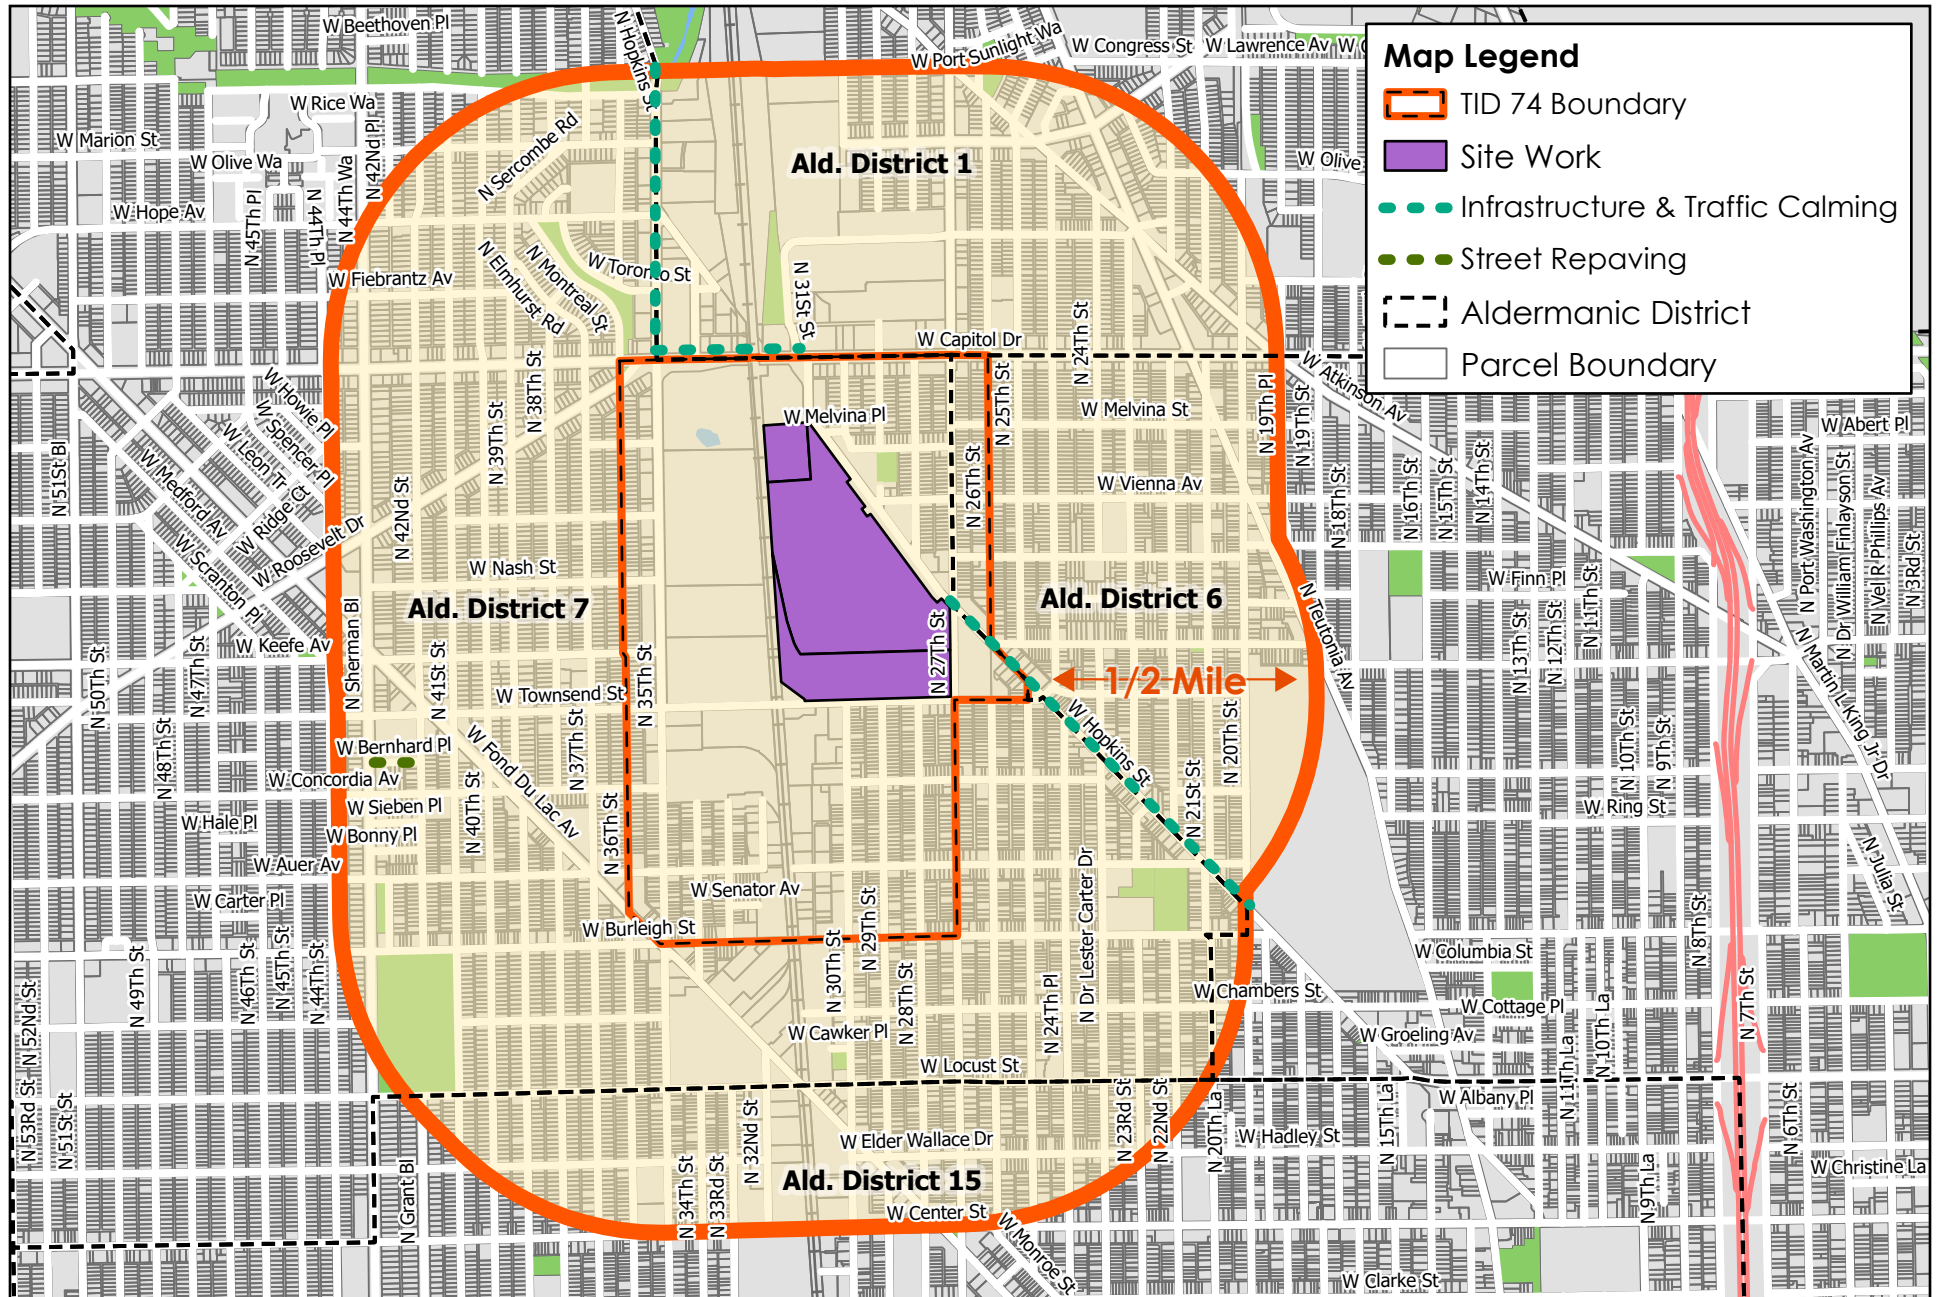 W Beethoven Pl
N Hopkins St
W Port Sunlight Wa
W Congress St
W Lawrence Av
Map Legend
TID 74 Boundary
Site Work
Infrastructure & Traffic Calming
Street Repaving
Aldermanic District
Parcel Boundary
W Rice Wa
W Marion St
W Olive Wa
N 42Nd Pl
N Sercombe Rd
Ald. District 1
W Olive
W Hope Av
N 45Th Pl
N 44Th Pl
N 44Th Wa
W Fiebrantz Av
N Elmhurst Rd
N Montreal St
W Toronto St
N 31St St
W Capitol Dr
N 24Th St
W Atkinson Av
W Howie Pl
W Spencer Pl
W Leon Tr
W Ridge Ct
W Medford Av
W Scranton Pl
W Roosevelt Dr
N 51St Bl
N 38Th St
N 39Th St
N 42Nd St
W Melvina Pl
N 25Th St
N 26Th St
W Melvina St
W Vienna Av
N 19Th Pl
N 19Th St
N 18Th St
N 16Th St
N 15Th St
N 14Th St
W Abert Pl
N Port Washington Av
N Dr William Finlayson St
N Vel R Philips Av
N 3Rd St
W Nash St
Ald. District 7
Ald. District 6
W Finn Pl
N Teutonia Av
N 13Th St
N 12Th St
N 11Th St
W Keefe Av
N Sherman Bl
N 50Th St
N 47Th St
N 48Th St
N 41St St
W Townsend St
N 35Th St
N 27Th St
1/2 Mile
N Martin L King Jr Dr
W Bernhard Pl
W Concordia Av
W Sieben Pl
W Hale Pl
W Bonny Pl
W Auer Av
W Carter Pl
W Fond Du Lac Av
N 40Th St
N 37Th St
N 36Th St
W Hopkins St
N 21St St
N 20Th St
N 10Th St
N 9Th St
W Ring St
N Julia St
W Senator Av
W Burleigh St
N 30Th St
N 29Th St
N 28Th St
N Dr Lester Carter Dr
N 24Th Pl
N 8Th St
N 7Th St
W Columbia St
W Chambers St
W Cottage Pl
W Groeling Av
N 10Th La
N 11Th La
N 53Rd St
N 52Nd St
N 51St St
N 49Th St
N 46Th St
N 45Th St
N 44Th St
W Cawker Pl
W Locust St
W Albany Pl
W Elder Wallace Dr
N 32Nd St
N 34Th St
N 33Rd St
N 23Rd St
N 22Nd St
N 20Th La
W Hadley St
N 15Th La
N 6Th St
W Christine La
N 9Th La
N Grant Bl
Ald. District 15
W Center St
W Monroe St
W Clarke St